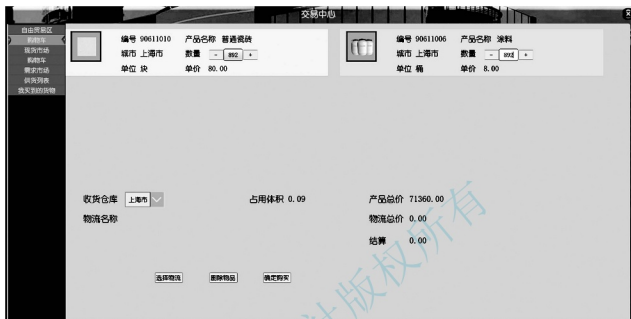 交易中心
自由贸易区
购物车
现货市场
购物车
需求市场
供货列表
我买到的货物
编号 90611010 产品名称 普通瓷砖
城市 上海市 数量 - 892 +
单位 块 单价 80.00
编号 90611006 产品名称 涂料
城市 上海市 数量 - +
单位 桶 单价 8.00
收货仓库 上海市 占用体积 0.09 产品总价 71360.00
物流名称 物流总价 0.00
结算 0.00
选择物流 删除物品 确定购买
版权所有